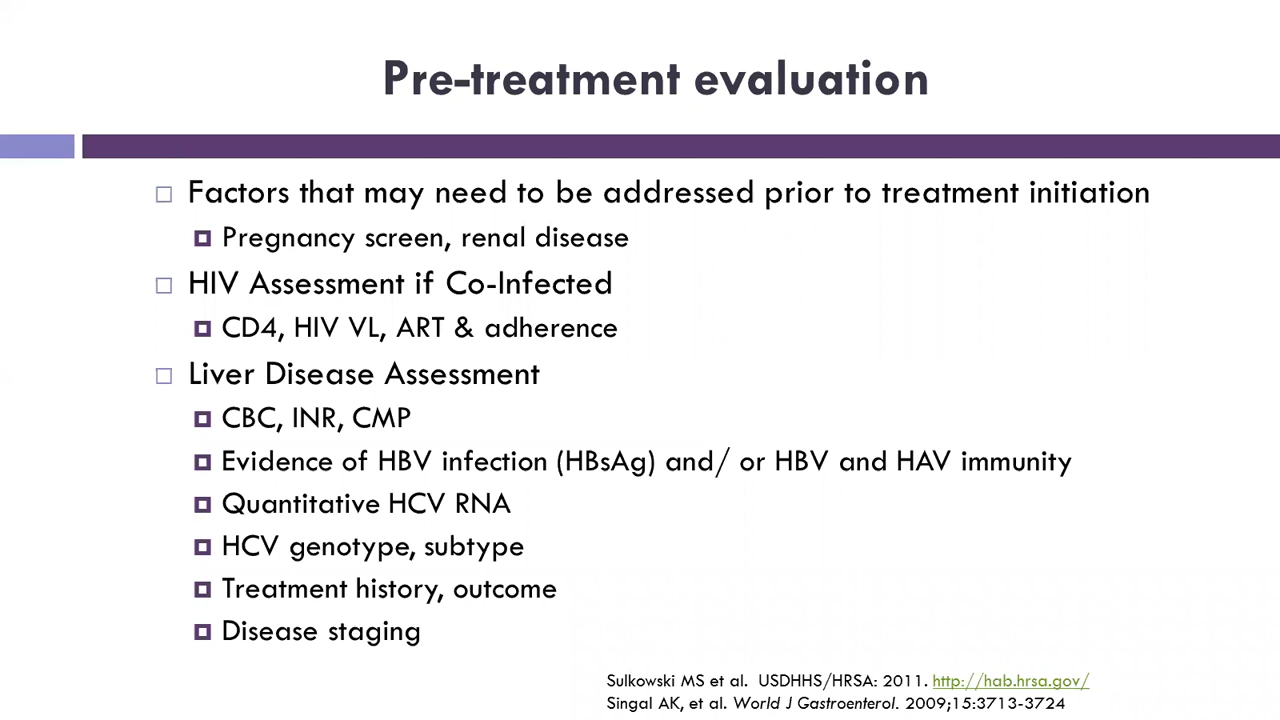 Pre-treatment evaluation
Factors that may need to be addressed prior to treatment initiation
Pregnancy screen, renal disease
HIV Assessment if Co-Infected
CD4, HIV VL, ART & adherence
Liver Disease Assessment
CBC, INR, CMP
Evidence of HBV infection (HBsAg) and/ or HBV and HAV immunity
Quantitative HCV RNA
HCV genotype, subtype
Treatment history, outcome
Disease staging
Sulkowski MS et al. USDHHS/HRSA: 2011. http://hab.hrsa.gov/
Singal AK, et al. World J Gastroenterol. 2009;15:3713-3724